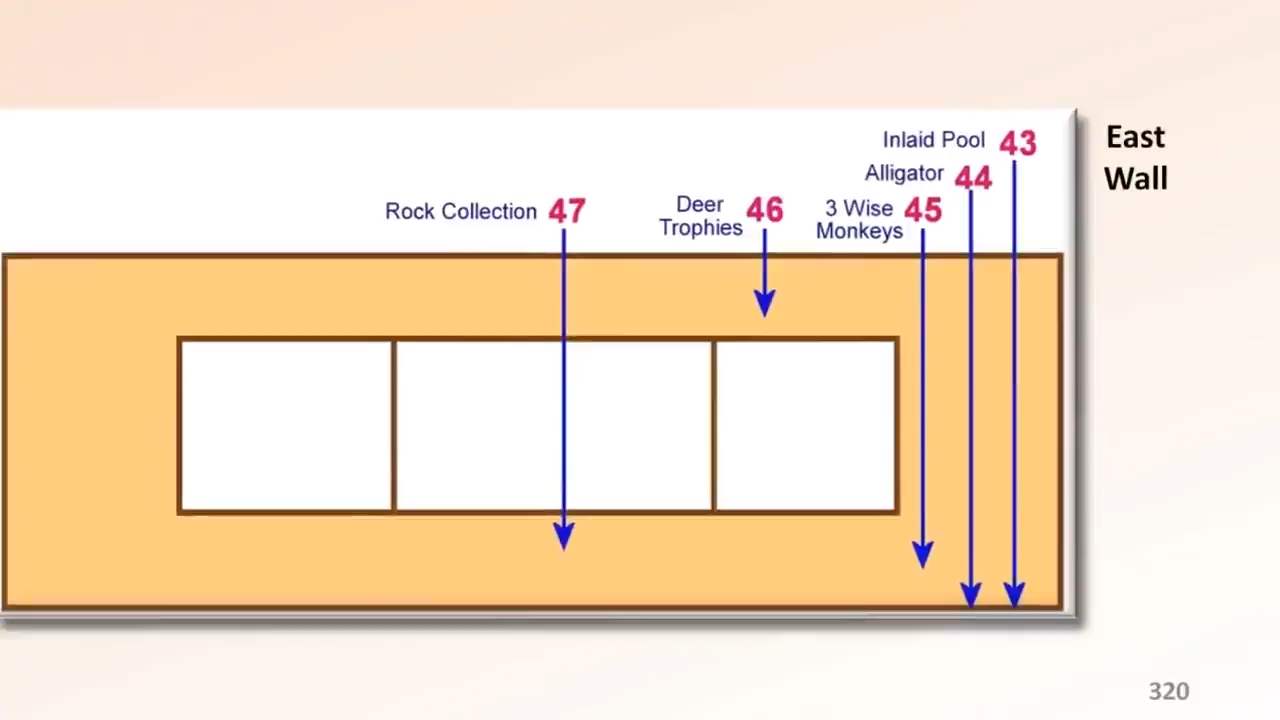 Inlaid Pool 43
Alligator 44
3 Wise Monkeys 45
Deer Trophies 46
Rock Collection 47
East
Wall
320